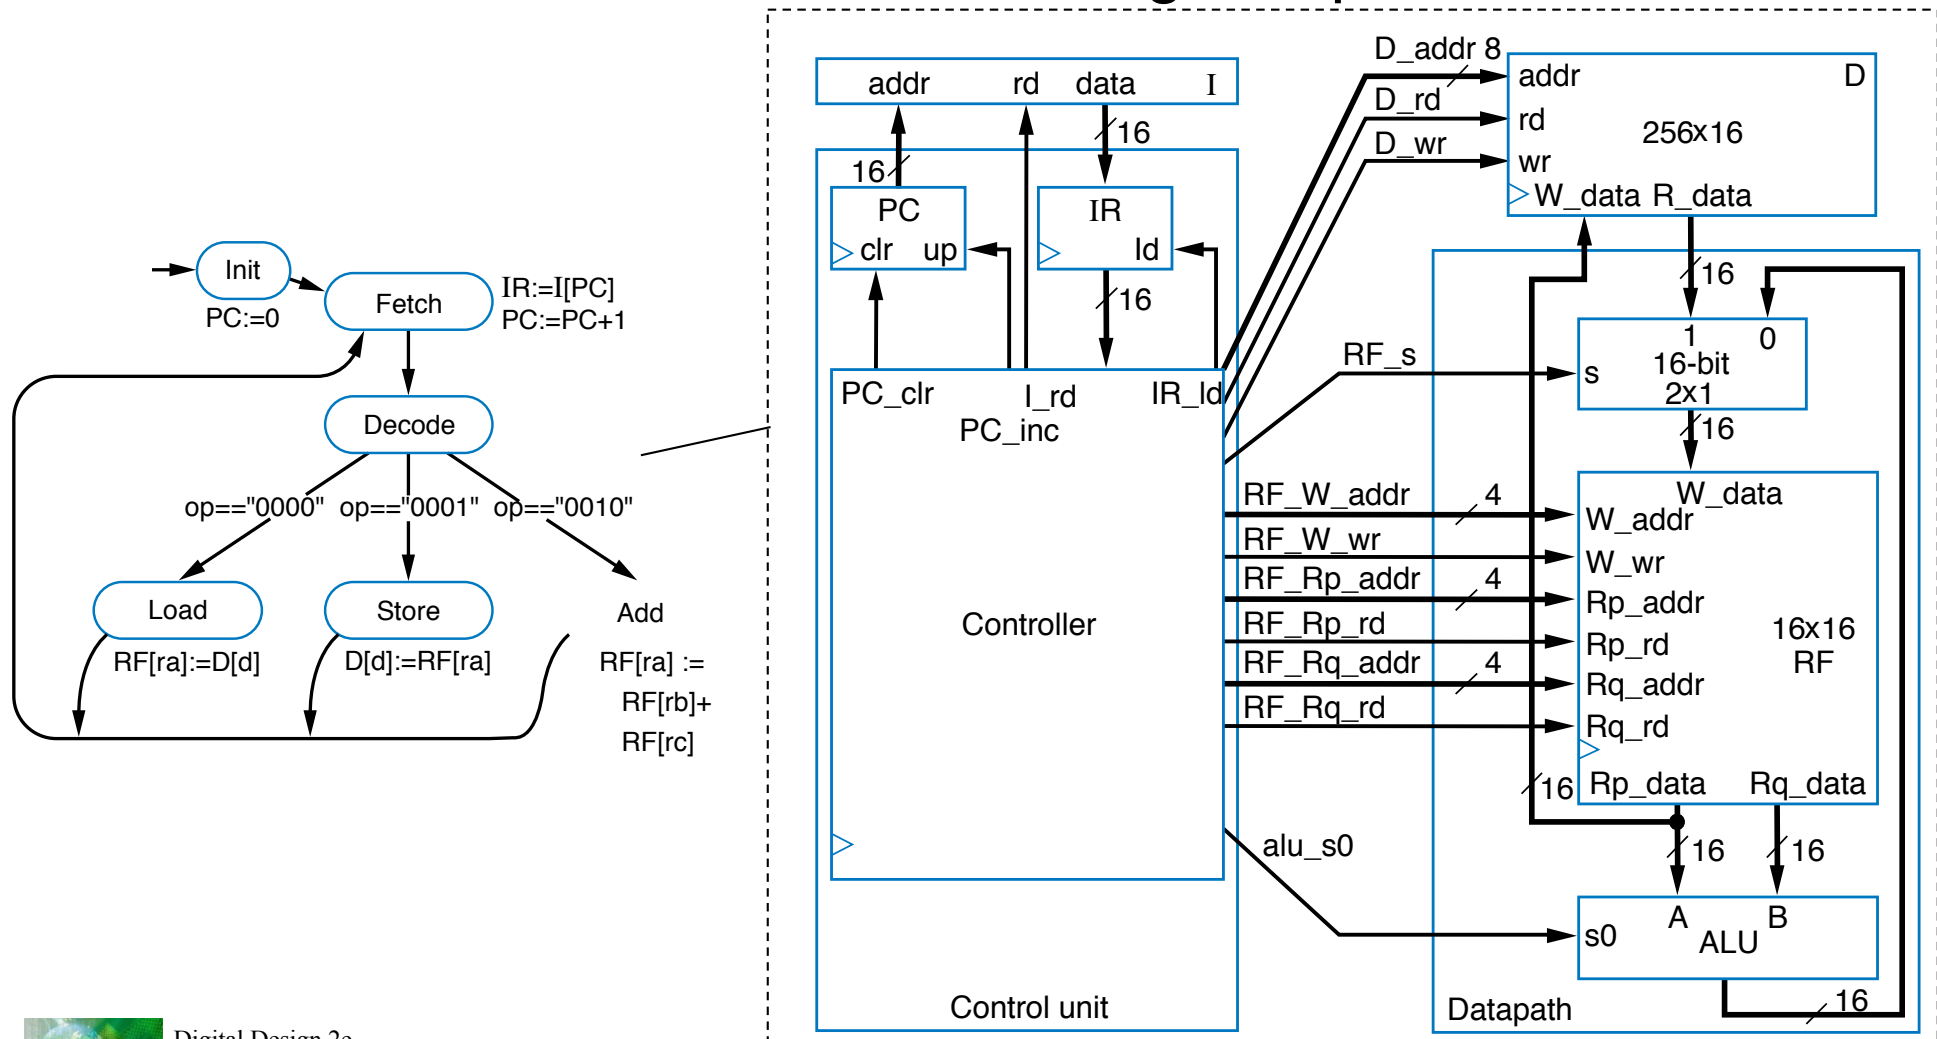 Init
PC:=0
Fetch
IR:=I[PC]
PC:=PC+1
Decode
op=="0000" op=="0001" op=="0010"
Load
RF[ra]:=D[d]
Store
D[d]:=RF[ra]
Add
RF[ra] :=
RF[rb]+
RF[rc]
addr rd data I
16
16
PC
clr up
IR
ld
16
PC_clr I_rd IR_ld
PC_inc
Controller
Control unit
D_addr 8
D_rd
D_wr
RF_s
RF_W_addr 4
RF_W_wr
RF_Rp_addr 4
RF_Rp_rd
RF_Rq_addr 4
RF_Rq_rd
alu_s0
addr D
rd
256x16
wr
W_data R_data
16
1 0
s 16-bit
2x1
16
W_data
W_addr
W_wr
Rp_addr
Rp_rd
16x16
RF
Rq_addr
Rq_rd
Rp_data Rq_data
16
16 16
A B
s0 ALU
16
Datapath
Digital Design 2e